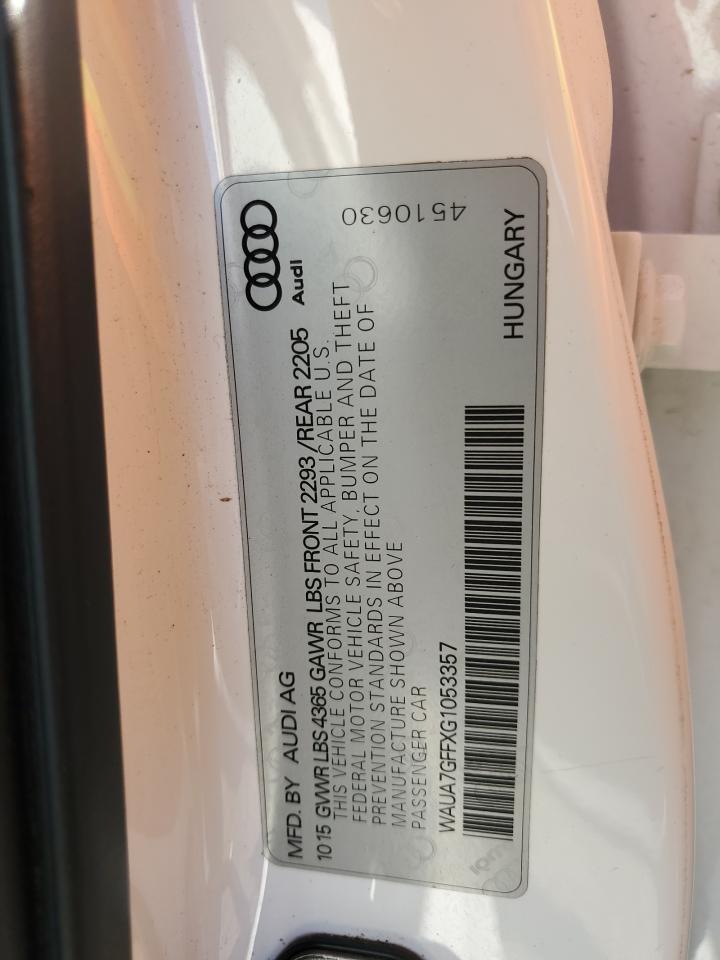 MFD. BY AUDI AG
Audi
1015 GVWR LBS 4365 GAWR LBS FRONT 2293 /REAR 2205
THIS VEHICLE CONFORMS TO ALL APPLICABLE U.S.
FEDERAL MOTOR VEHICLE SAFETY, BUMPER AND THEFT
PREVENTION STANDARDS IN EFFECT ON THE DATE OF
MANUFACTURE SHOWN ABOVE
4510630
PASSENGER CAR
WAUA7GFFXG1053357
HUNGARY